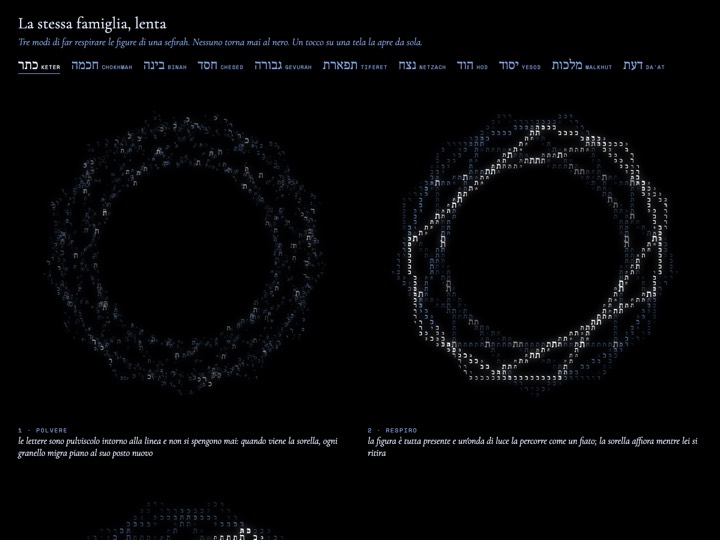 La stessa famiglia, lenta
Tre modi di far respirare le figure di una sefirah. Nessuno torna mai al nero. Un tocco su una tela la apre da sola.
כתר KETER חכמה CHOKHMAH בינה BINAH חסד CHESED גבורה GEVURAH תפארת TIFERET נצח NETZACH הוד HOD יסוד YESOD מלכות MALKHUT דעת DA'AT
1 · POLVERE
le lettere sono pulviscolo intorno alla linea e non si spengono mai: quando viene la sorella, ogni
granello migra piano al suo posto nuovo
2 · RESPIRO
la figura è tutta presente e un'onda di luce la percorre come un fiato; la sorella affiora mentre lei si
ritira